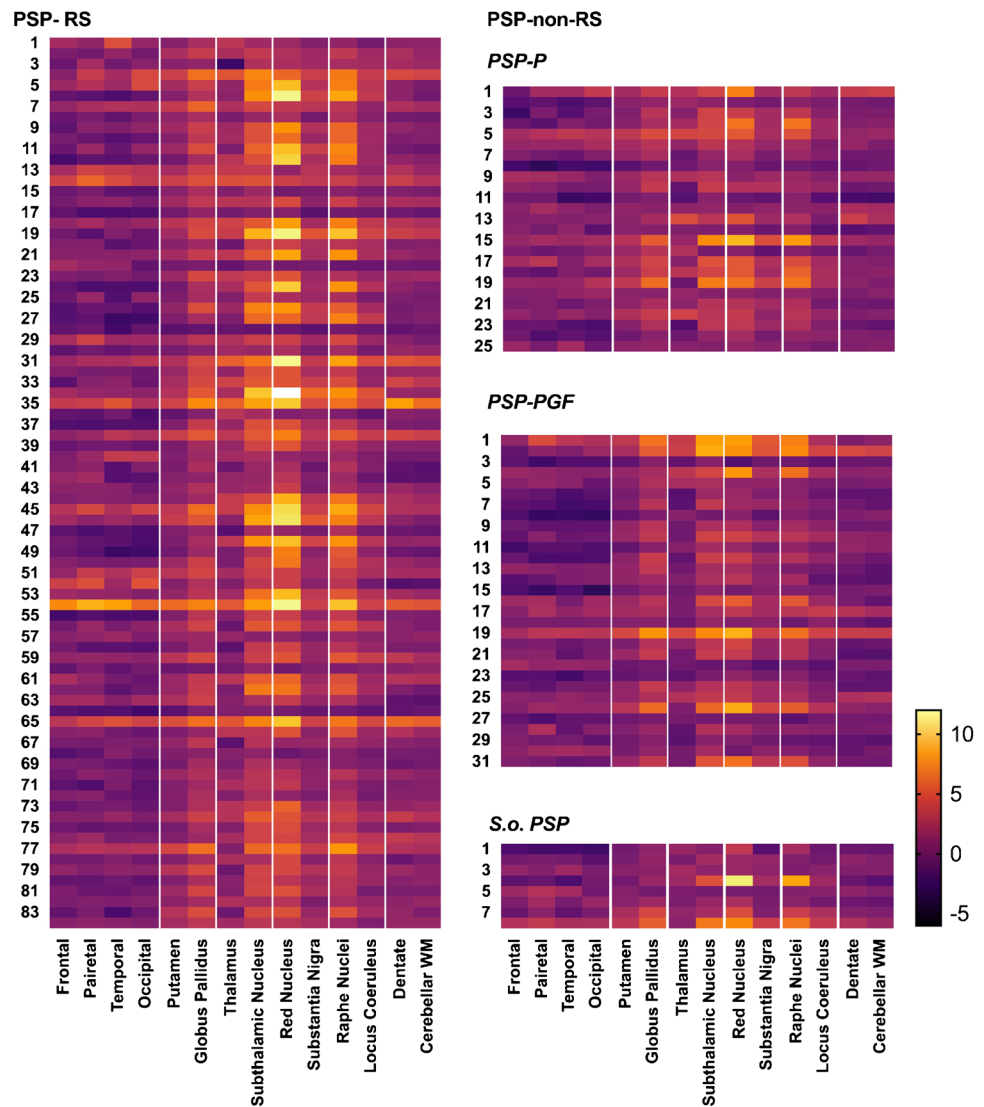 PSP- RS
1
3
5
7
9
11
13
15
17
19
21
23
25
27
29
31
33
35
37
39
41
43
45
47
49
51
53
55
57
59
61
63
65
67
69
71
73
75
77
79
81
83
Frontal
Pairetal
Temporal
Occipital
Putamen
Globus Pallidus
Thalamus
Subthalamic Nucleus
Red Nucleus
Substantia Nigra
Raphe Nuclei
Locus Coeruleus
Dentate
Cerebellar WM
PSP-non-RS
PSP-P
1
3
5
7
9
11
13
15
17
19
21
23
25
PSP-PGF
1
3
5
7
9
11
13
15
17
19
21
23
25
27
29
31
S.o. PSP
1
3
5
7
Frontal
Pairetal
Temporal
Occipital
Putamen
Globus Pallidus
Thalamus
Subthalamic Nucleus
Red Nucleus
Substantia Nigra
Raphe Nuclei
Locus Coeruleus
Dentate
Cerebellar WM
10
5
0
-5